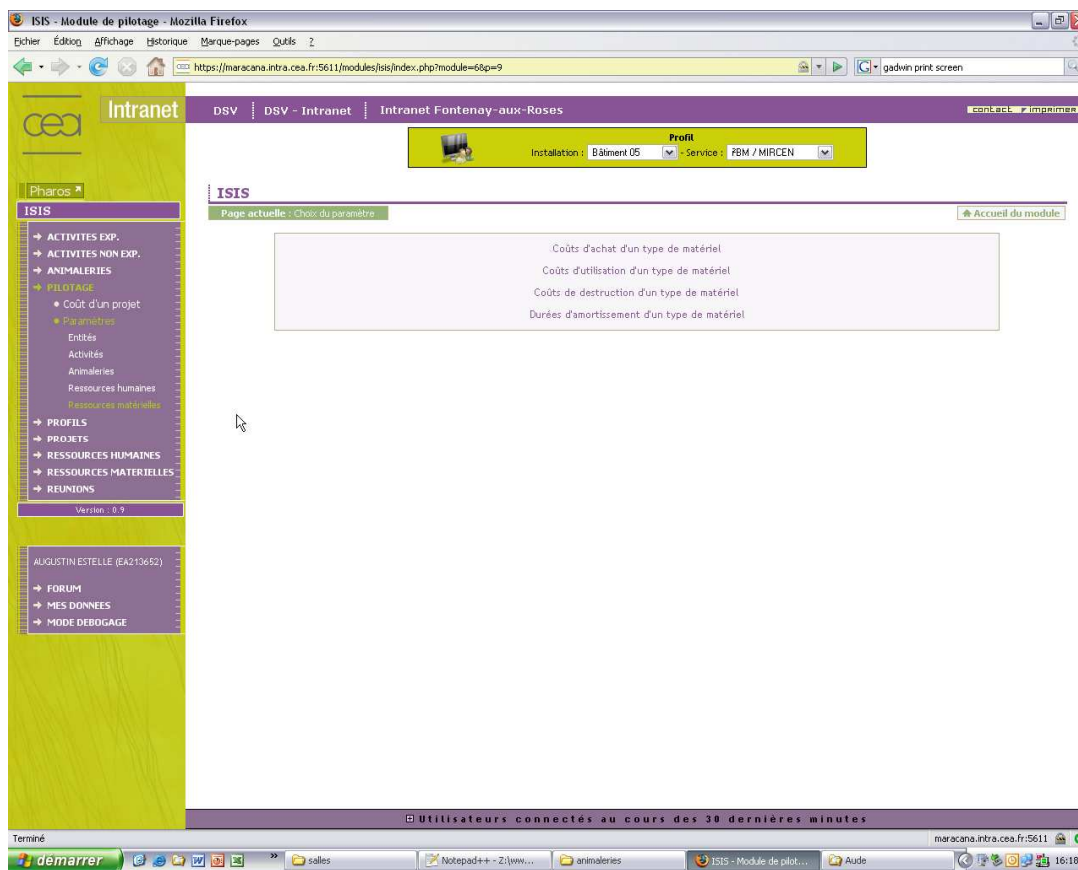 ISIS - Module de pilotage - Mozilla Firefox
Fichier Édition Affichage Historique Marque-pages Outils ?
https://maracana.intra.cea.fr:5611/modules/isis/index.php?module=6&p=9
gadwin print screen
cea Intranet
DSV DSV - Intranet Intranet Fontenay-aux-Roses
contact imprimer
Profil
Installation : Bâtiment 05 - Service : BM / MIRCEN
Pharos
ISIS
ISIS
Page actuelle : Choix du paramètre
Accueil du module
ACTIVITES EXP.
ACTIVITES NON EXP.
ANIMALERIES
PILOTAGE
Coût d'un projet
Paramètres
Entités
Activités
Animaleries
Ressources humaines
Ressources matérielles
PROFILS
PROJETS
RESSOURCES HUMAINES
RESSOURCES MATERIELLES
REUNIONS
Version : 0.9
Coûts d'achat d'un type de matériel
Coûts d'utilisation d'un type de matériel
Coûts de destruction d'un type de matériel
Durées d'amortissement d'un type de matériel
AUGUSTIN ESTELLE (EA213652)
FORUM
MES DONNEES
MODE DEBOGAGE
Utilisateurs connectés au cours des 30 dernières minutes
Terminé
maracana.intra.cea.fr:5611
démarrer
salles
Notepad++ - Z:\ww...
animaleries
ISIS - Module de pilot...
Aude
16:18